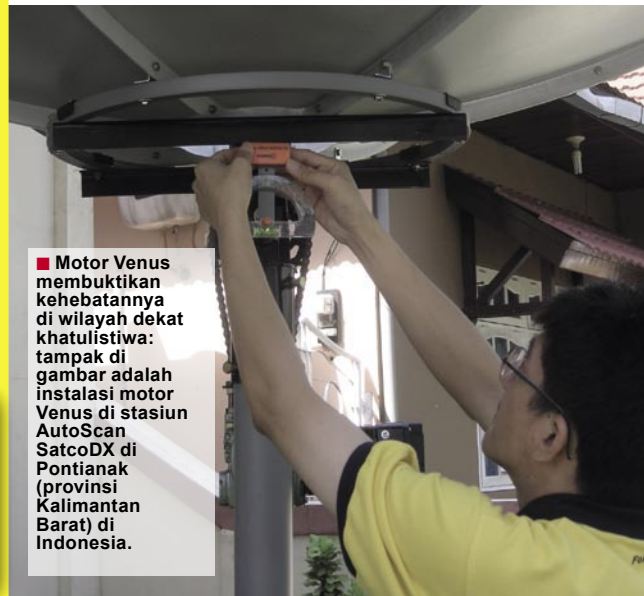 ■ Motor Venus
membuktikan
kehebatannya
di wilayah dekat
khatulistiwa:
tampak di
gambar adalah
instalasi motor
Venus di stasiun
AutoScan
SatcoDX di
Pontianak
(provinsi
Kalimantan
Barat) di
Indonesia.